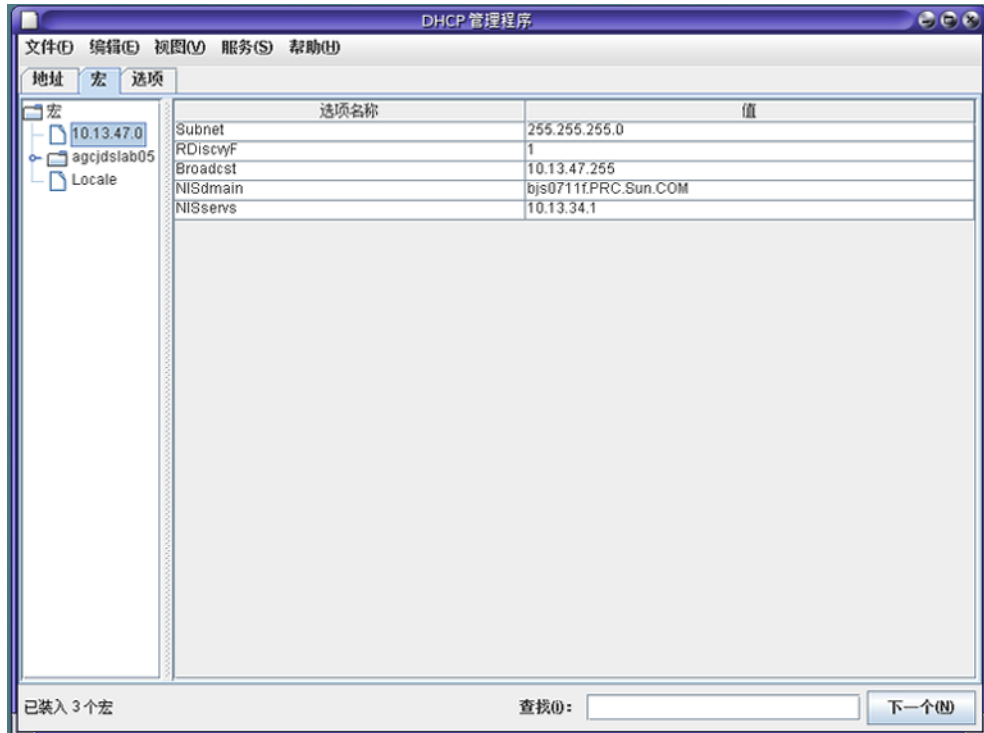 DHCP 管理程序
文件(F) 编辑(E) 视图(V) 服务(S) 帮助(H)
地址 宏 选项
宏
10.13.47.0
agcjdslab05
Locale
选项名称 值
Subnet 255.255.255.0
RDiscvyF 1
Broadcst 10.13.47.255
NISdmain bjs0711f.PRC.Sun.COM
NISservs 10.13.34.1
已装入 3 个宏 查找(I)： 下一个(N)